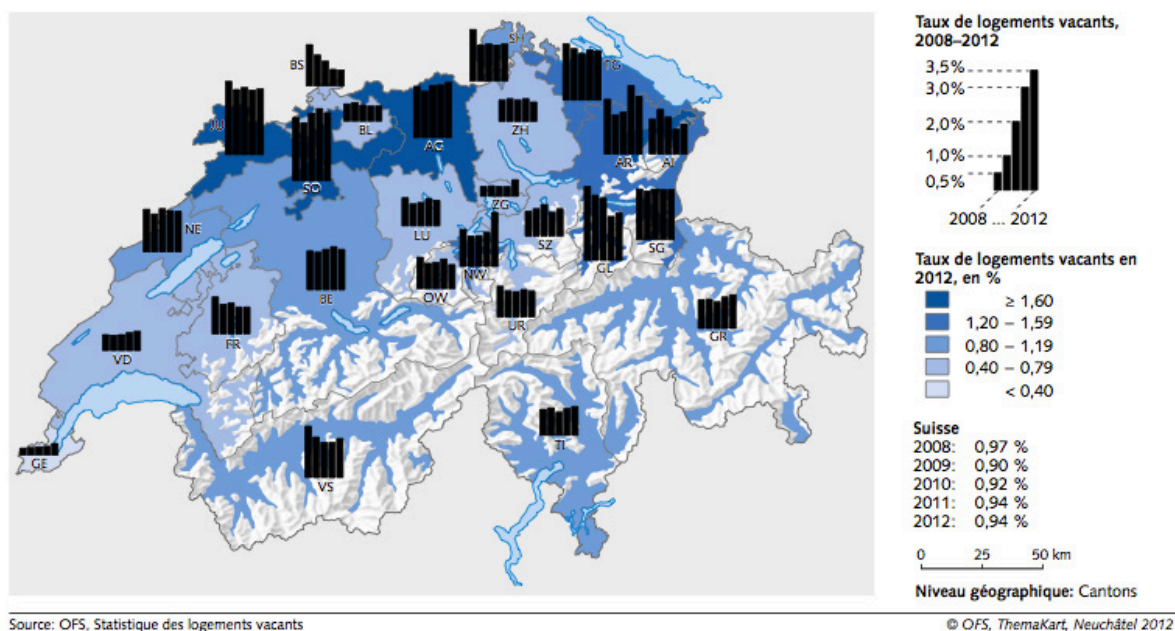 SH
BS
TG
JU
BL
ZH
AG
AR
AI
SO
ZG
NE
LU
SZ
SG
NW
GL
BE
OW
UR
FR
GR
VD
TI
GE
VS
Taux de logements vacants,
2008–2012
3,5%
3,0%
2,0%
1,0%
0,5%
2008 ... 2012
Taux de logements vacants en
2012, en %
≥ 1,60
1,20 – 1,59
0,80 – 1,19
0,40 – 0,79
< 0,40
Suisse
2008: 0,97 %
2009: 0,90 %
2010: 0,92 %
2011: 0,94 %
2012: 0,94 %
0 25 50 km
Niveau géographique: Cantons
Source: OFS, Statistique des logements vacants
© OFS, ThemaKart, Neuchâtel 2012